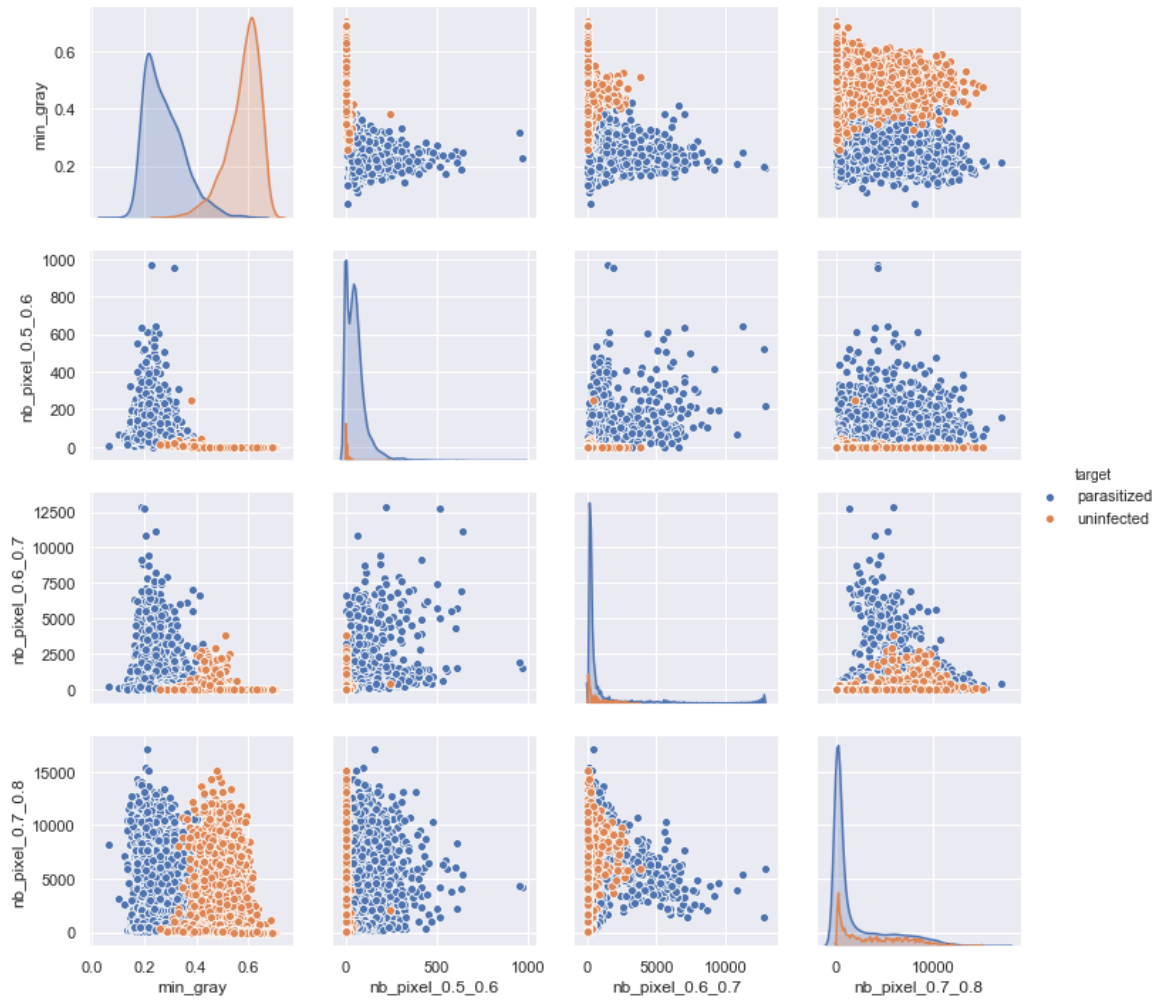 min_gray
0.6
0.4
0.2
nb_pixel_0.5_0.6
1000
800
600
400
200
0
target
parasitized
uninfected
nb_pixel_0.6_0.7
12500
10000
7500
5000
2500
0
nb_pixel_0.7_0.8
15000
10000
5000
0
0.0 0.2 0.4 0.6 0 500 1000 0 5000 10000 0 10000
min_gray nb_pixel_0.5_0.6 nb_pixel_0.6_0.7 nb_pixel_0.7_0.8